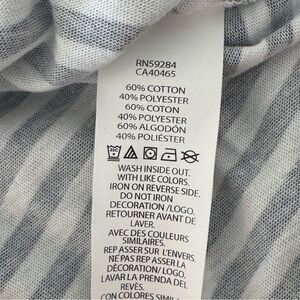 RN59284
CA40465
60% COTTON
40% POLYESTER
60% COTON
40% POLYESTER
60% ALGODÓN
40% POLIÉSTER
WASH INSIDE OUT.
WITH LIKE COLORS.
IRON ON REVERSE SIDE.
DO NOT IRON
DECORATION /LOGO.
RETOURNER AVANT DE
LAVER.
AVEC DES COULEURS
SIMILAIRES.
REP ASSER SUR L'ENVERS.
NE PAS REP ASSER LA
DÉCORATION/ LOGO.
LAVAR LA PRENDA DEL
REVÉS.
CON COLORES SIMILA